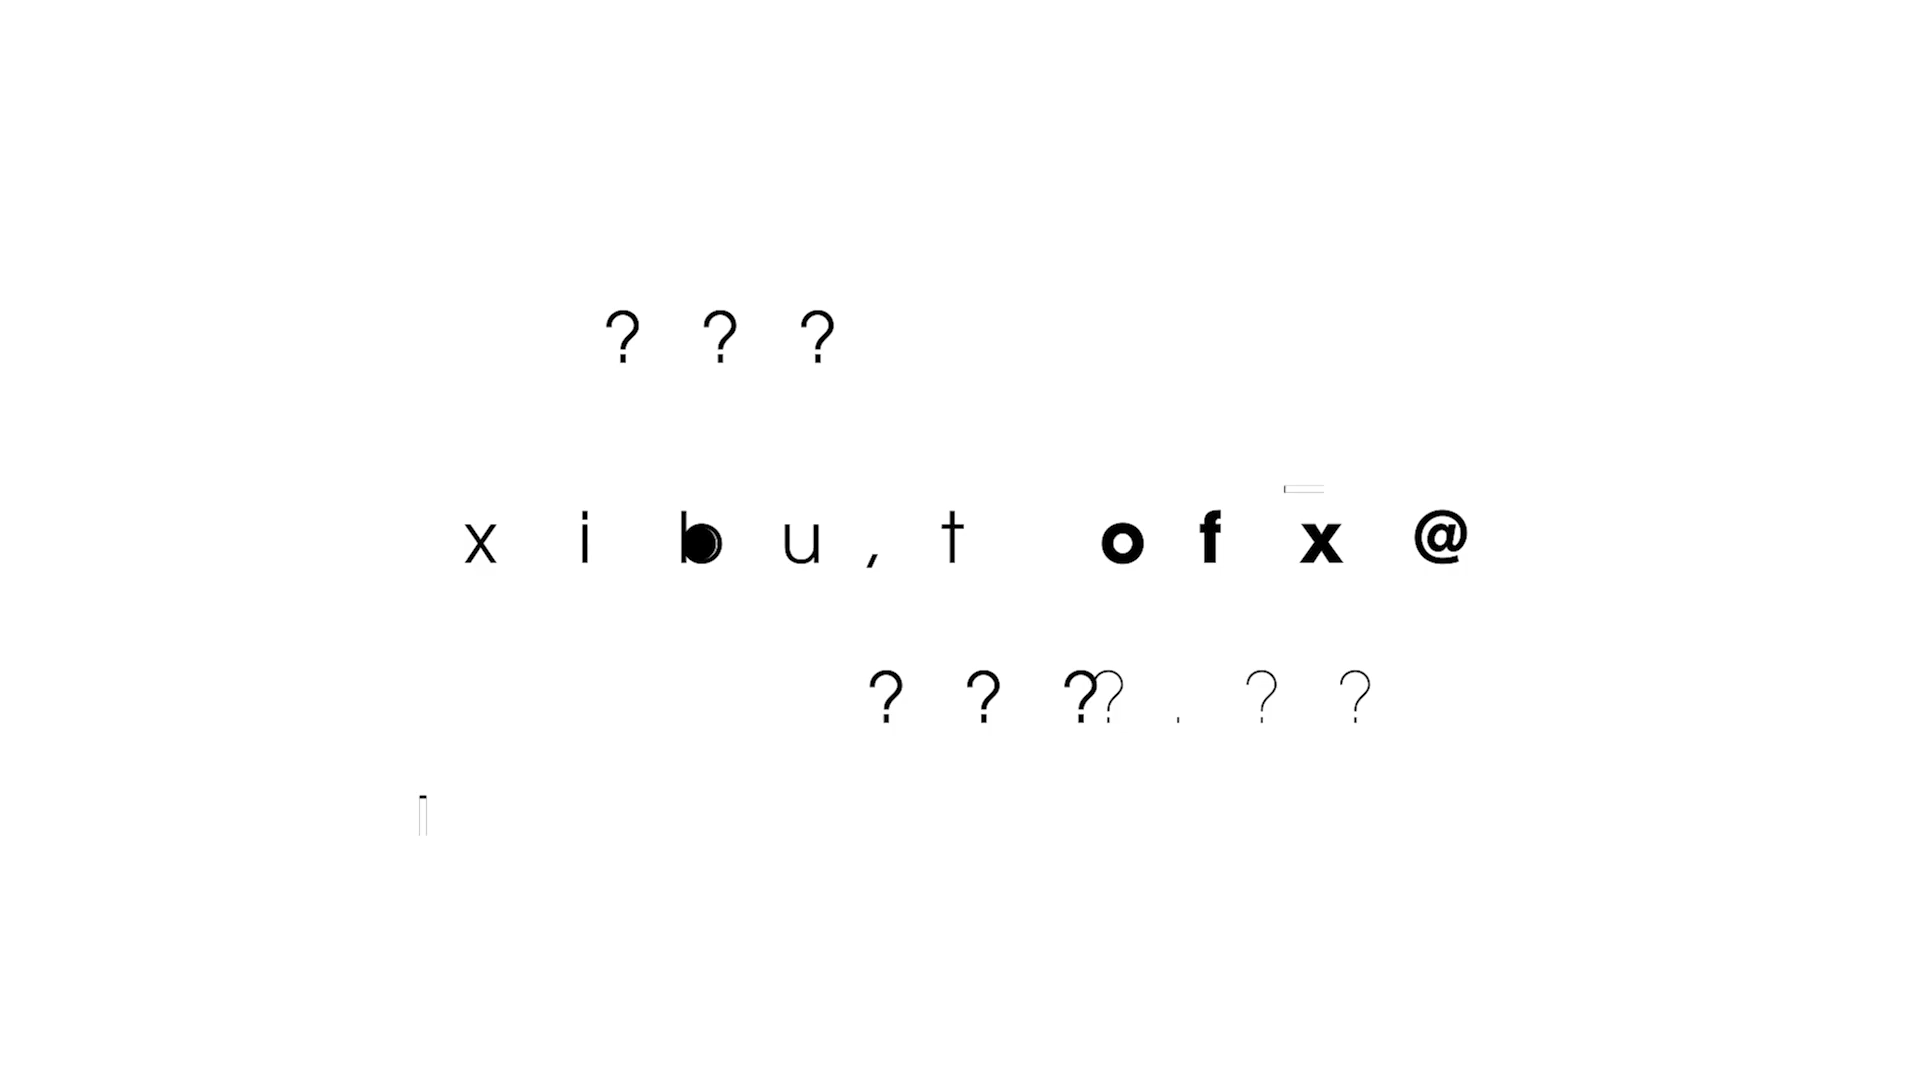 ? ? ?
x i b u , t o f x @
? ? ? ? . ? ?